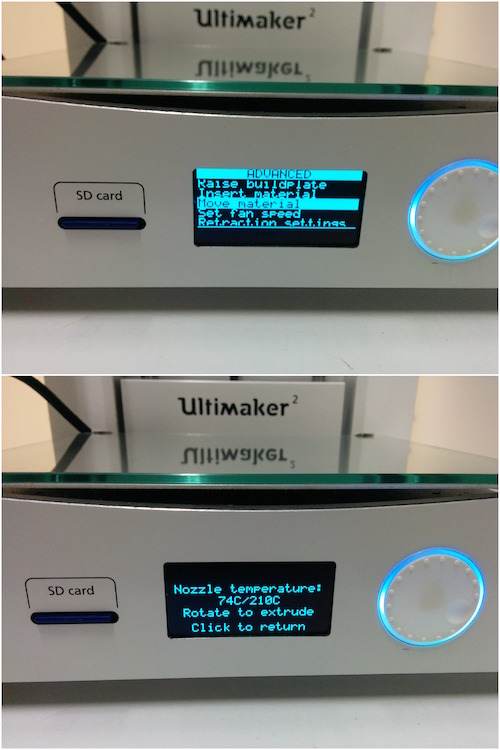 Ultimaker²
Ultimaker²
SD card
ADVANCED
Raise buildplate
Insert material
Move material
Set fan speed
Retraction settings
Ultimaker²
Ultimaker²
SD card
Nozzle temperature:
74C/210C
Rotate to extrude
Click to return